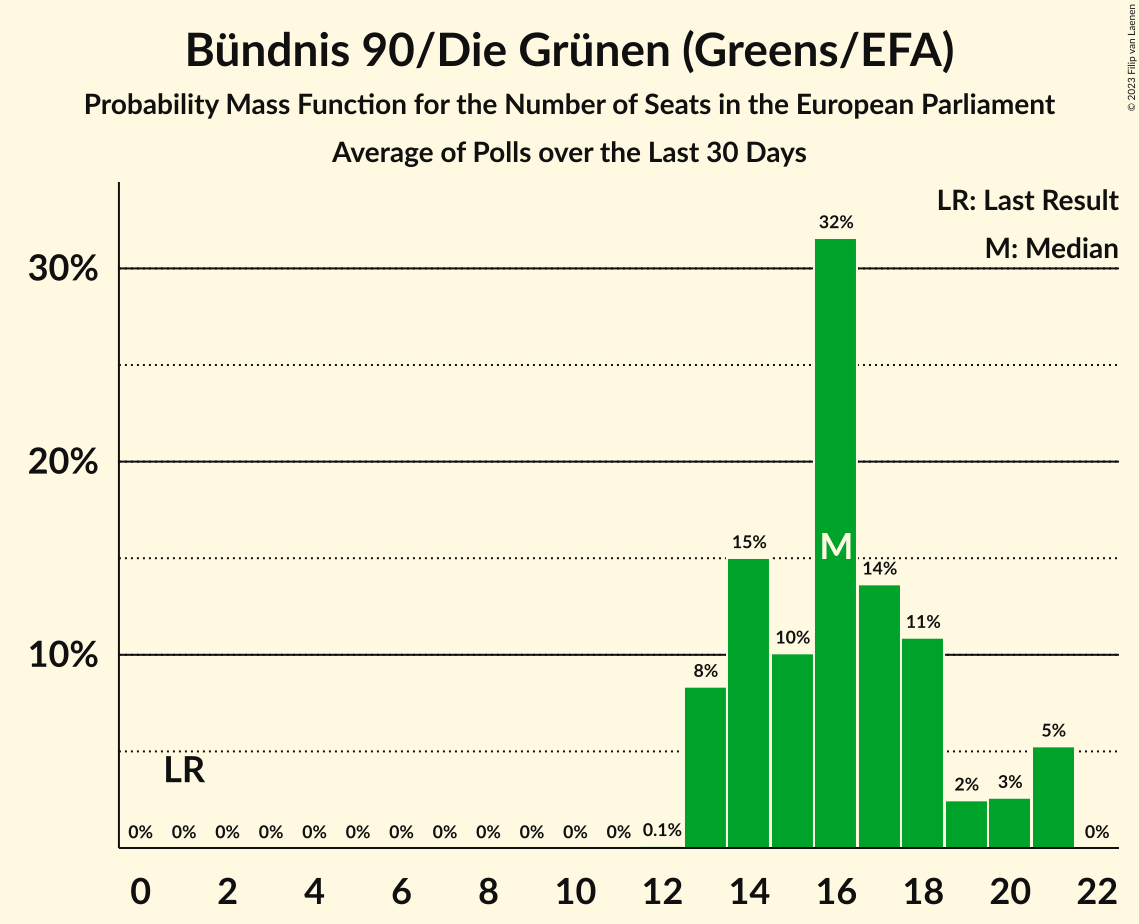 Bündnis 90/Die Grünen (Greens/EFA)
Probability Mass Function for the Number of Seats in the European Parliament
Average of Polls over the Last 30 Days
© 2023 Filip van Laenen
LR: Last Result
M: Median
30%
20%
10%
32%
15%
M
14%
10%
11%
8%
5%
LR
2%
3%
0% 0% 0% 0% 0% 0% 0% 0% 0% 0% 0% 0% 0.1% 0%
0 2 4 6 8 10 12 14 16 18 20 22